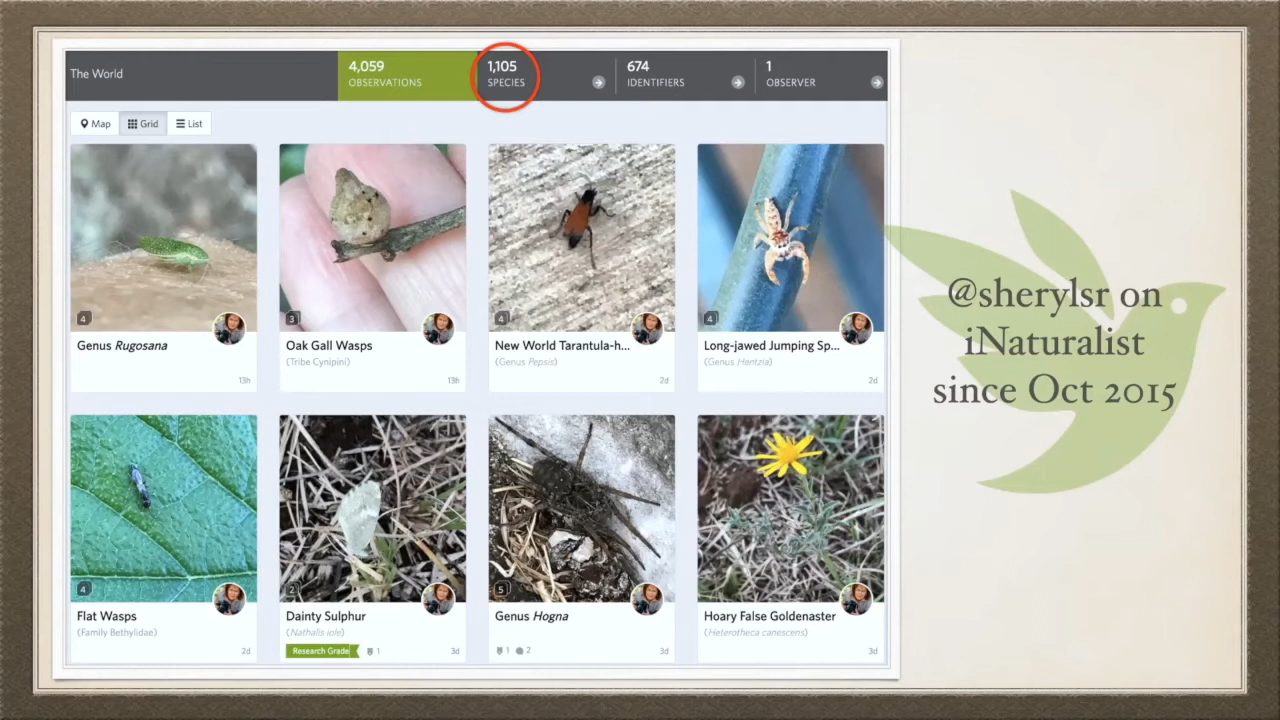 The World
4,059
OBSERVATIONS
1,105
SPECIES
674
IDENTIFIERS
1
OBSERVER
Map
Grid
List
4
Genus Rugosana
13h
3
Oak Gall Wasps
(Tribe Cynipini)
13h
4
New World Tarantula-h...
(Genus Pepsis)
2d
4
Long-jawed Jumping Sp...
(Genus Hentzia)
2d
4
Flat Wasps
(Family Bethylidae)
2d
2
Dainty Sulphur
(Nathalis iole)
Research Grade
1
3d
5
Genus Hogna
1
2
3d
Hoary False Goldenaster
(Heterotheca canescens)
3d
@sherylsr on
iNaturalist
since Oct 2015